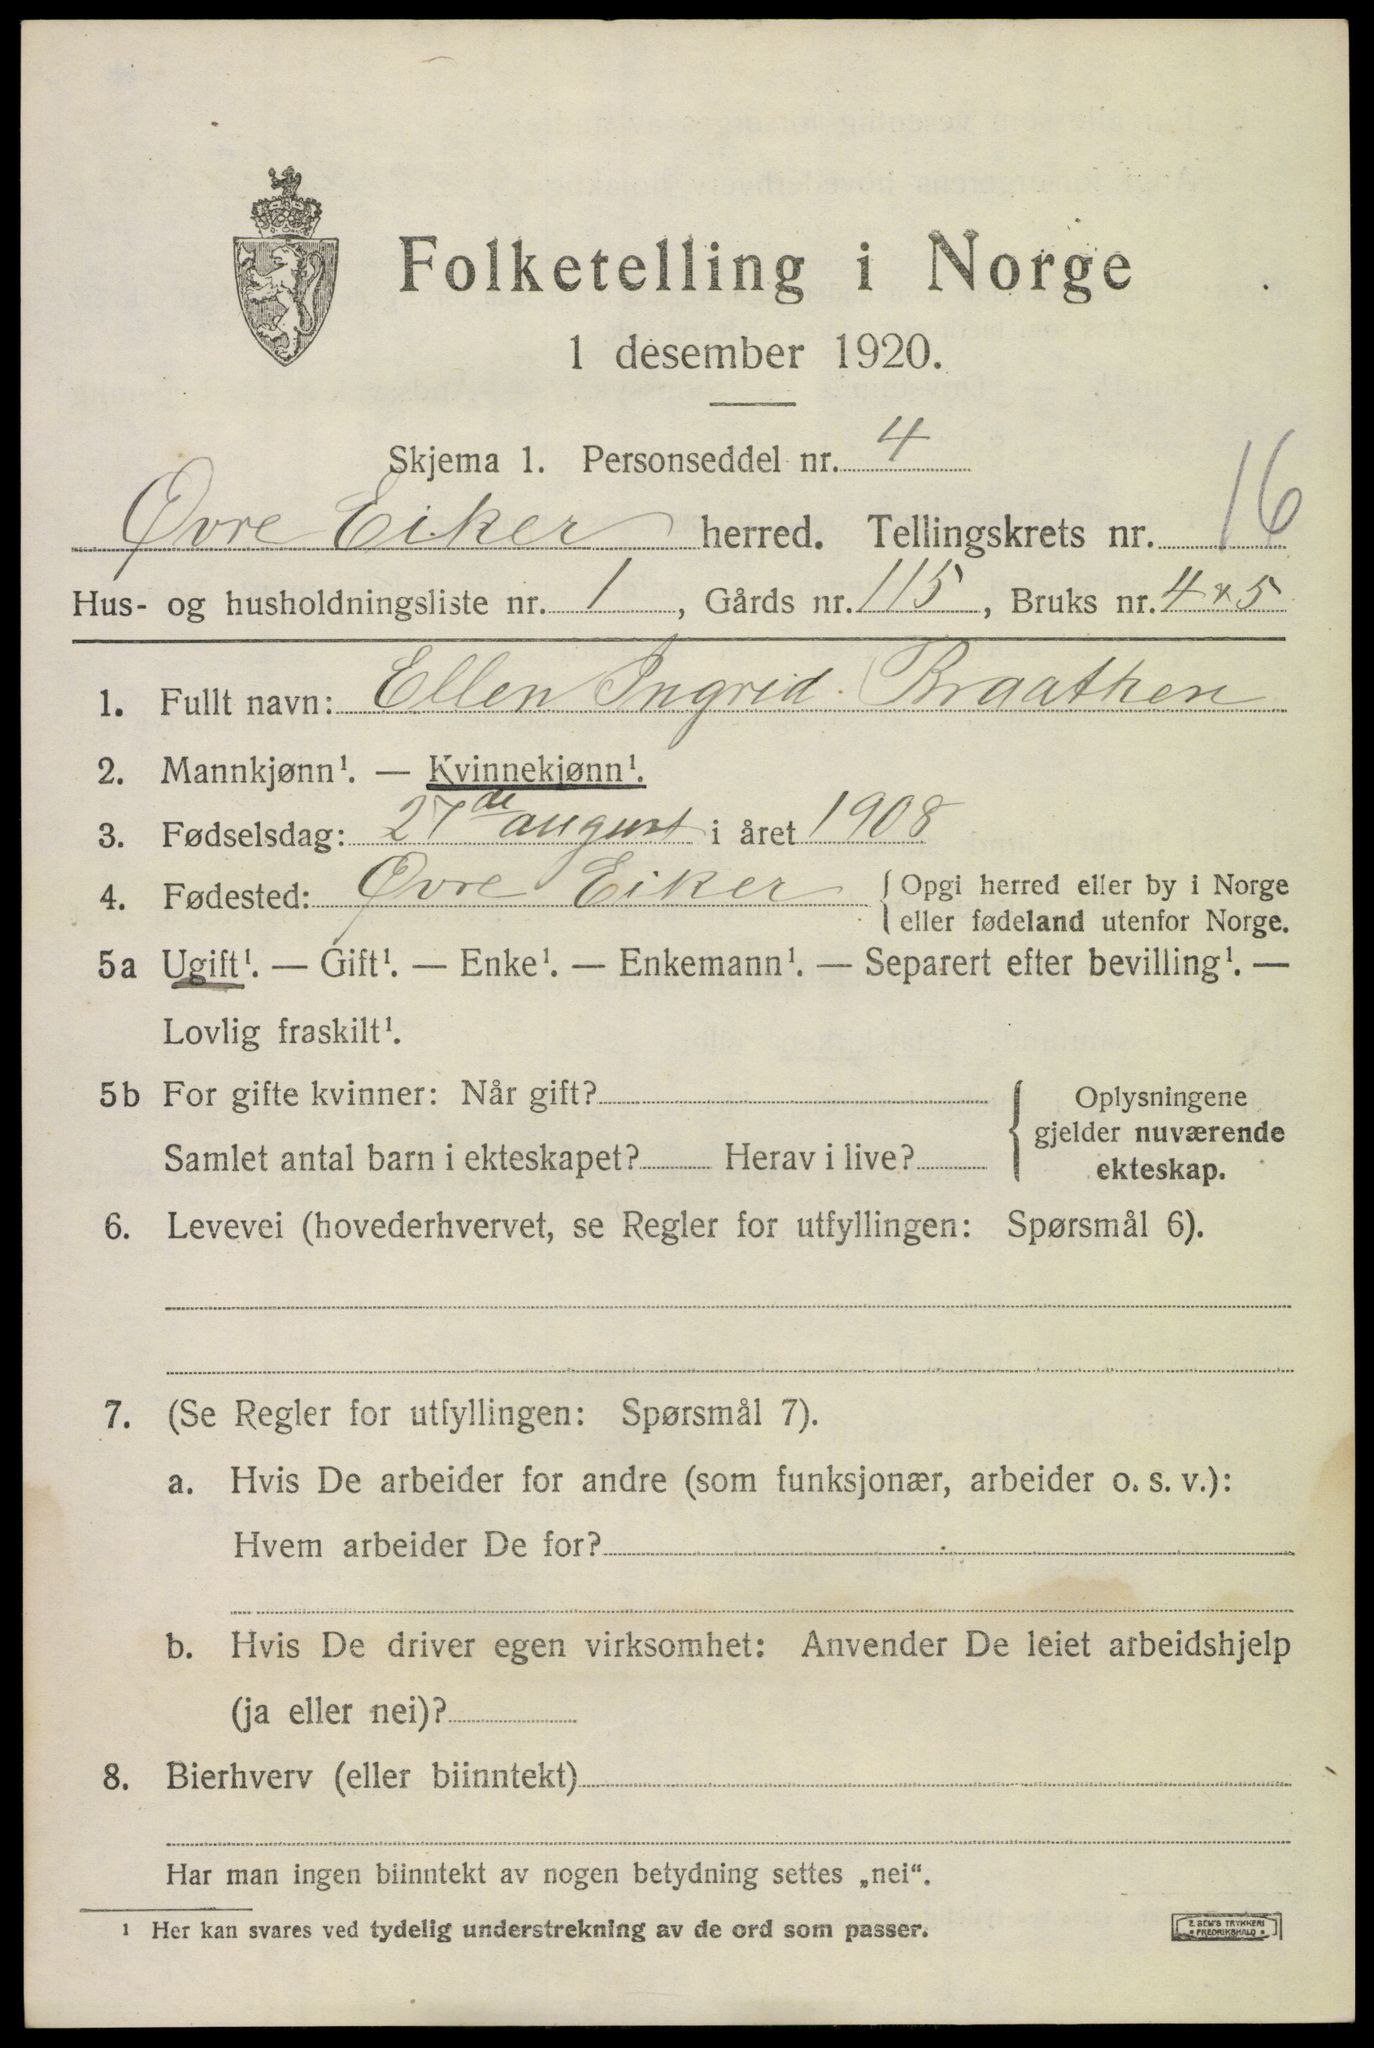 Folketelling i Norge
1 desember 1920.
Skjema 1. Personseddel nr. 4
Øvre Eiker herred. Tellingskrets nr. 16
Hus- og husholdningsliste nr. 1, Gårds nr. 115, Bruks nr. 4 × 5
1. Fullt navn: Ellen Ingrid Braathen
2. Mannkjønn¹. — Kvinnekjønn¹.
3. Fødselsdag: 27de august i året 1908
4. Fødested: Øvre Eiker { Opgi herred eller by i Norge
eller fødeland utenfor Norge.
5a Ugift¹. — Gift¹. — Enke¹. — Enkemann¹. — Separert efter bevilling¹. —
Lovlig fraskilt¹.
5b For gifte kvinner: Når gift?
Samlet antal barn i ekteskapet? Herav i live?
{ Oplysningene
gjelder nuværende
ekteskap.
6. Levevei (hovederhvervet, se Regler for utfyllingen: Spørsmål 6).
7. (Se Regler for utfyllingen: Spørsmål 7).
a. Hvis De arbeider for andre (som funksjonær, arbeider o. s. v.):
Hvem arbeider De for?
b. Hvis De driver egen virksomhet: Anvender De leiet arbeidshjelp
(ja eller nei)?
8. Bierhverv (eller biinntekt)
Har man ingen biinntekt av nogen betydning settes „nei“.
¹ Her kan svares ved tydelig understrekning av de ord som passer.
E. SEM'S TRYKKERI
* FREDRIKSHALD *